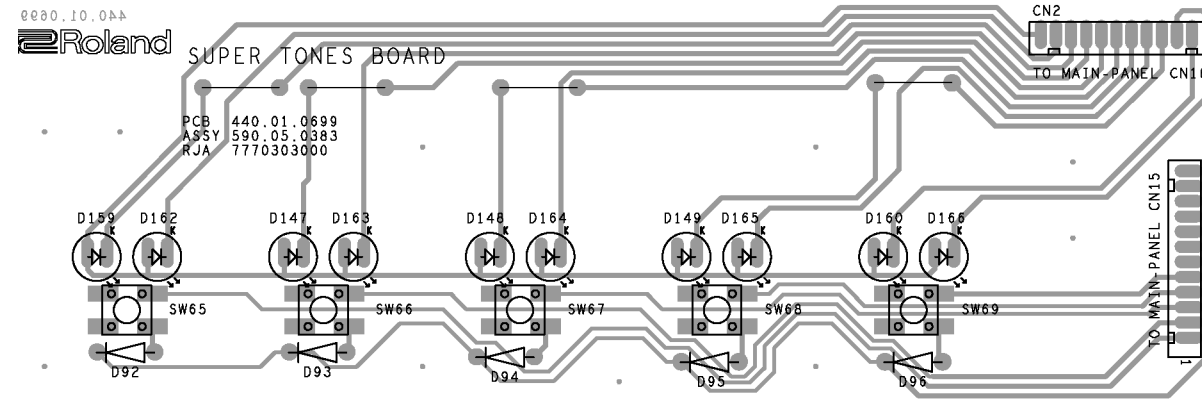 440.01.0699
Roland
SUPER TONES BOARD
CN2
TO MAIN-PANEL CN16
PCB 440.01.0699
ASSY 590.05.0383
RJA 7770303000
D159 D162 D147 D163 D148 D164 D149 D165 D160 D166
K K K K K K K K K K
TO MAIN-PANEL CN15
SW65 SW66 SW67 SW68 SW69
D92 D93 D94 D95 D96
1